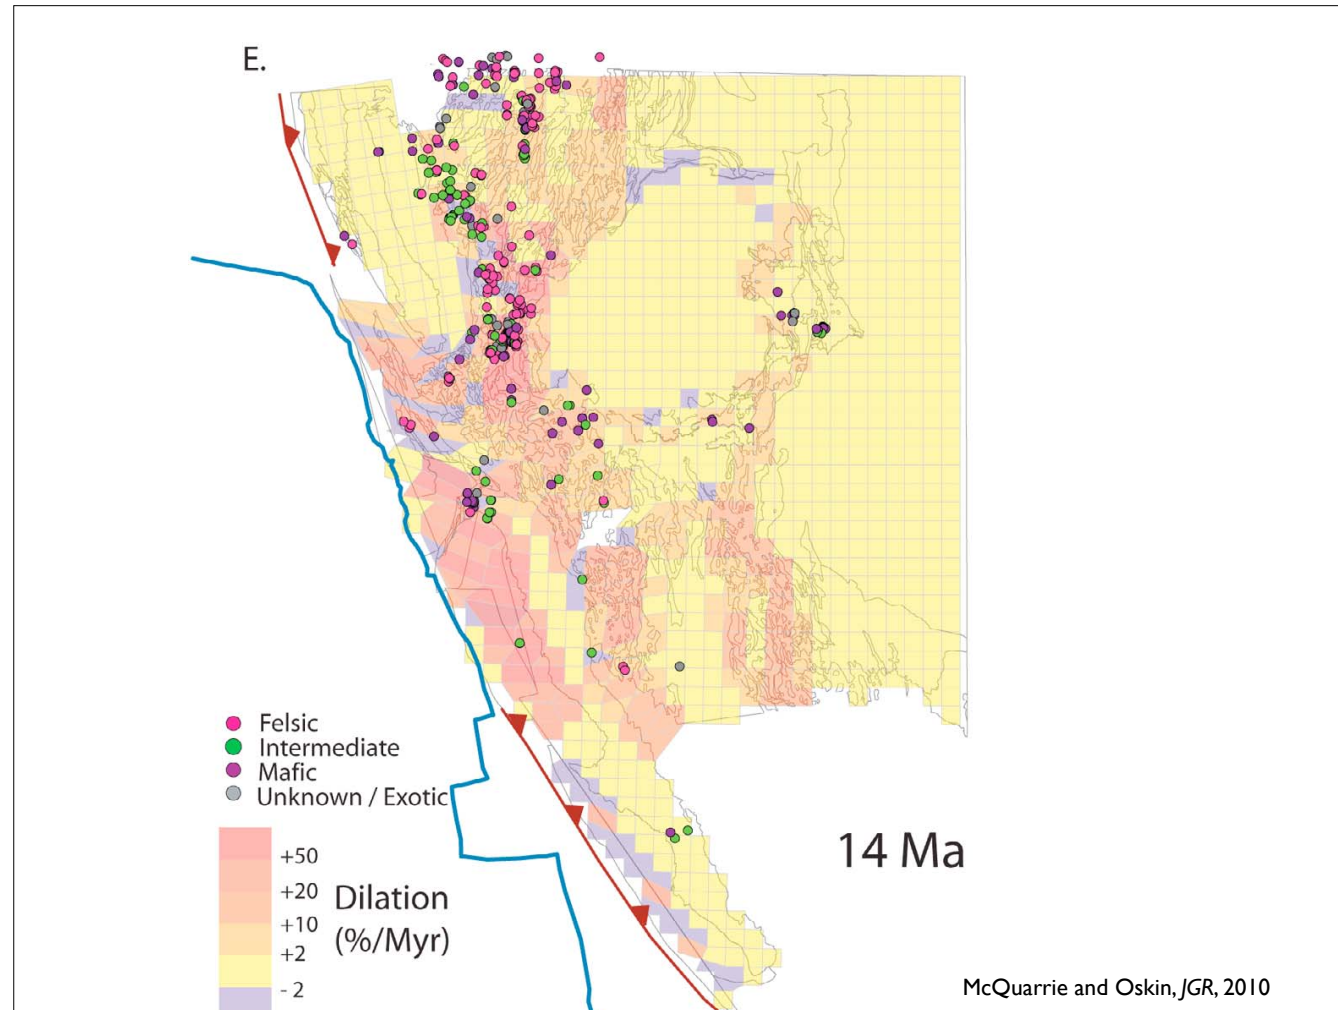 E.
Felsic
Intermediate
Mafic
Unknown / Exotic
+50
+20
+10
+2
- 2
Dilation
(%/Myr)
14 Ma
McQuarrie and Oskin, JGR, 2010